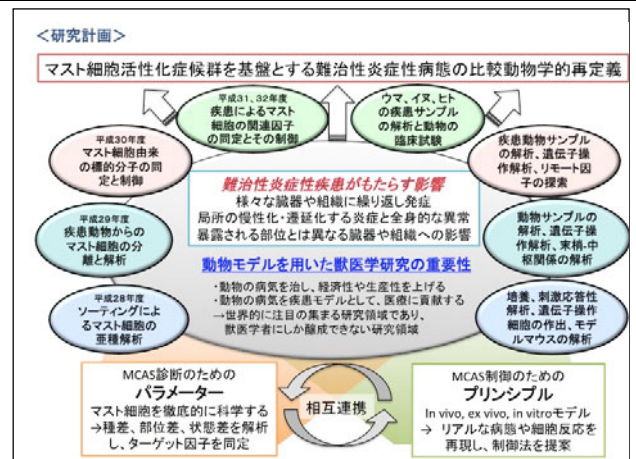 ＜研究計画＞
マスト細胞活性化症候群を基盤とする難治性炎症性病態の比較動物学的再定義
平成31、32年度
疾患によるマスト
細胞の関連因子
の同定とその制御
ウマ、イヌ、ヒト
の疾患サンプル
の解析と動物の
臨床試験
平成30年度
マスト細胞由来
の標的分子の同
定と制御
疾患動物サンプル
の解析、遺伝子操
作解析、リモート因
子の探索
難治性炎症性疾患がもたらす影響
様々な臓器や組織に繰り返し発症
局所の慢性化・遷延化する炎症と全身的な異常
暴露される部位とは異なる臓器や組織への影響
平成29年度
疾患動物からの
マスト細胞の分
離と解析
動物サンプルの
解析、遺伝子操
作解析、末梢-中
枢関係の解析
動物モデルを用いた獣医学研究の重要性
・動物の病気を治し、経済性や生産性を上げる
・動物の病気を疾患モデルとして、医療に貢献する
→世界的に注目の集まる研究領域であり、
獣医学者にしか醸成できない研究領域
平成28年度
ソーティングによ
るマスト細胞の
亜種解析
培養、刺激応答性
解析、遺伝子操作
細胞の作出、モデ
ルマウスの解析
MCAS診断のための
パラメーター
マスト細胞を徹底的に科学する
→種差、部位差、状態差を解析
し、ターゲット因子を同定
相互連携
MCAS制御のための
プリンシプル
In vivo, ex vivo, in vitroモデル
→ リアルな病態や細胞反応を
再現し、制御法を提案